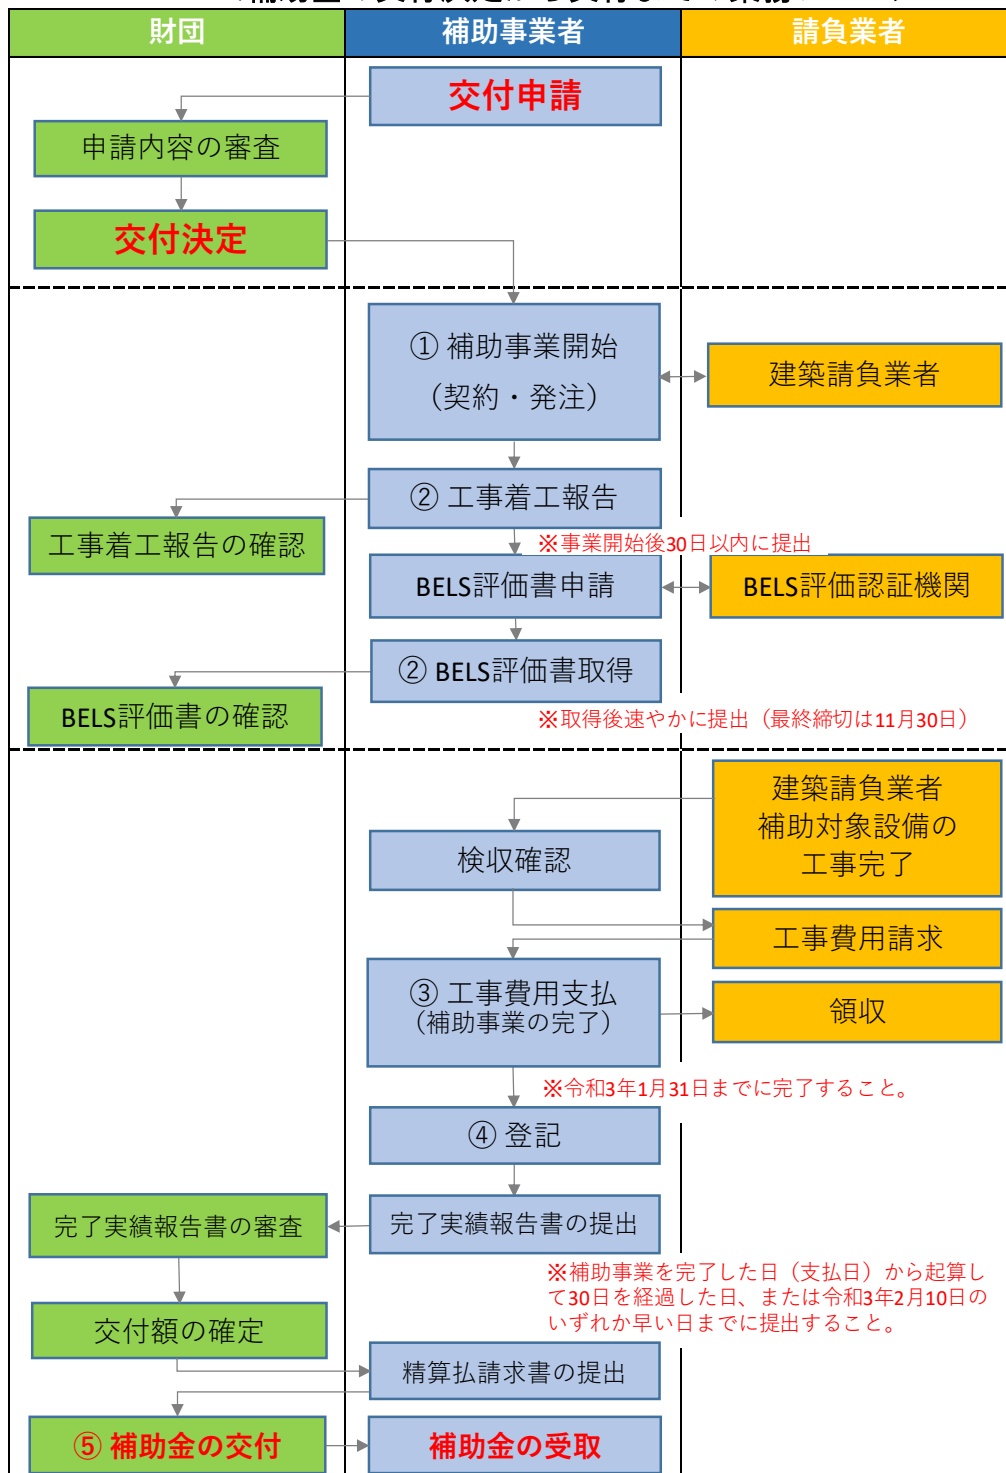 財団
補助事業者
請負業者
交付申請
申請内容の審査
交付決定
① 補助事業開始
（契約・発注）
建築請負業者
② 工事着工報告
工事着工報告の確認
※事業開始後30日以内に提出
BELS評価書申請
BELS評価認証機関
② BELS評価書取得
BELS評価書の確認
※取得後速やかに提出（最終締切は11月30日）
建築請負業者
補助対象設備の
工事完了
検収確認
工事費用請求
③ 工事費用支払
（補助事業の完了）
領収
※令和3年1月31日までに完了すること。
④ 登記
完了実績報告書の提出
完了実績報告書の審査
※補助事業を完了した日（支払日）から起算し
て30日を経過した日、または令和3年2月10日の
いずれか早い日までに提出すること。
交付額の確定
精算払請求書の提出
⑤ 補助金の交付
補助金の受取